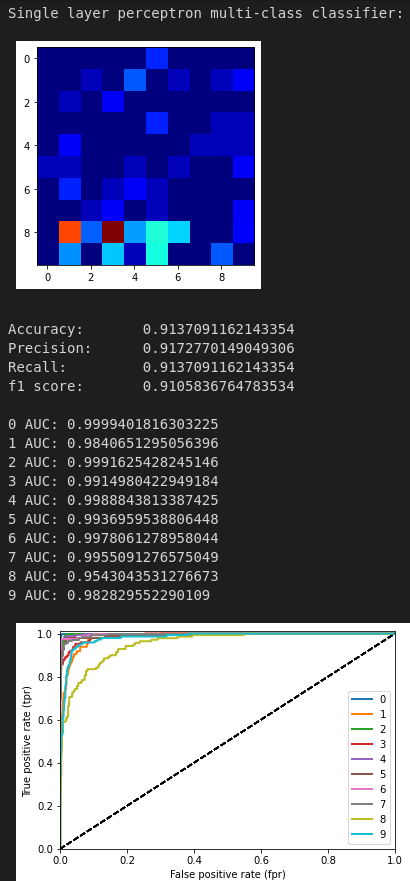 Single layer perceptron multi-class classifier:
0
2
4
6
8
0 2 4 6 8
Accuracy: 0.9137091162143354
Precision: 0.9172770149049306
Recall: 0.9137091162143354
f1 score: 0.9105836764783534
0 AUC: 0.9999401816303225
1 AUC: 0.9840651295056396
2 AUC: 0.9991625428245146
3 AUC: 0.9914980422949184
4 AUC: 0.9988843813387425
5 AUC: 0.9936959538806448
6 AUC: 0.9978061278958044
7 AUC: 0.9955091276575049
8 AUC: 0.9543043531276673
9 AUC: 0.982829552290109
True positive rate (tpr)
1.0
0.8
0.6
0.4
0.2
0.0
0
1
2
3
4
5
6
7
8
9
0.0 0.2 0.4 0.6 0.8 1.0
False positive rate (fpr)